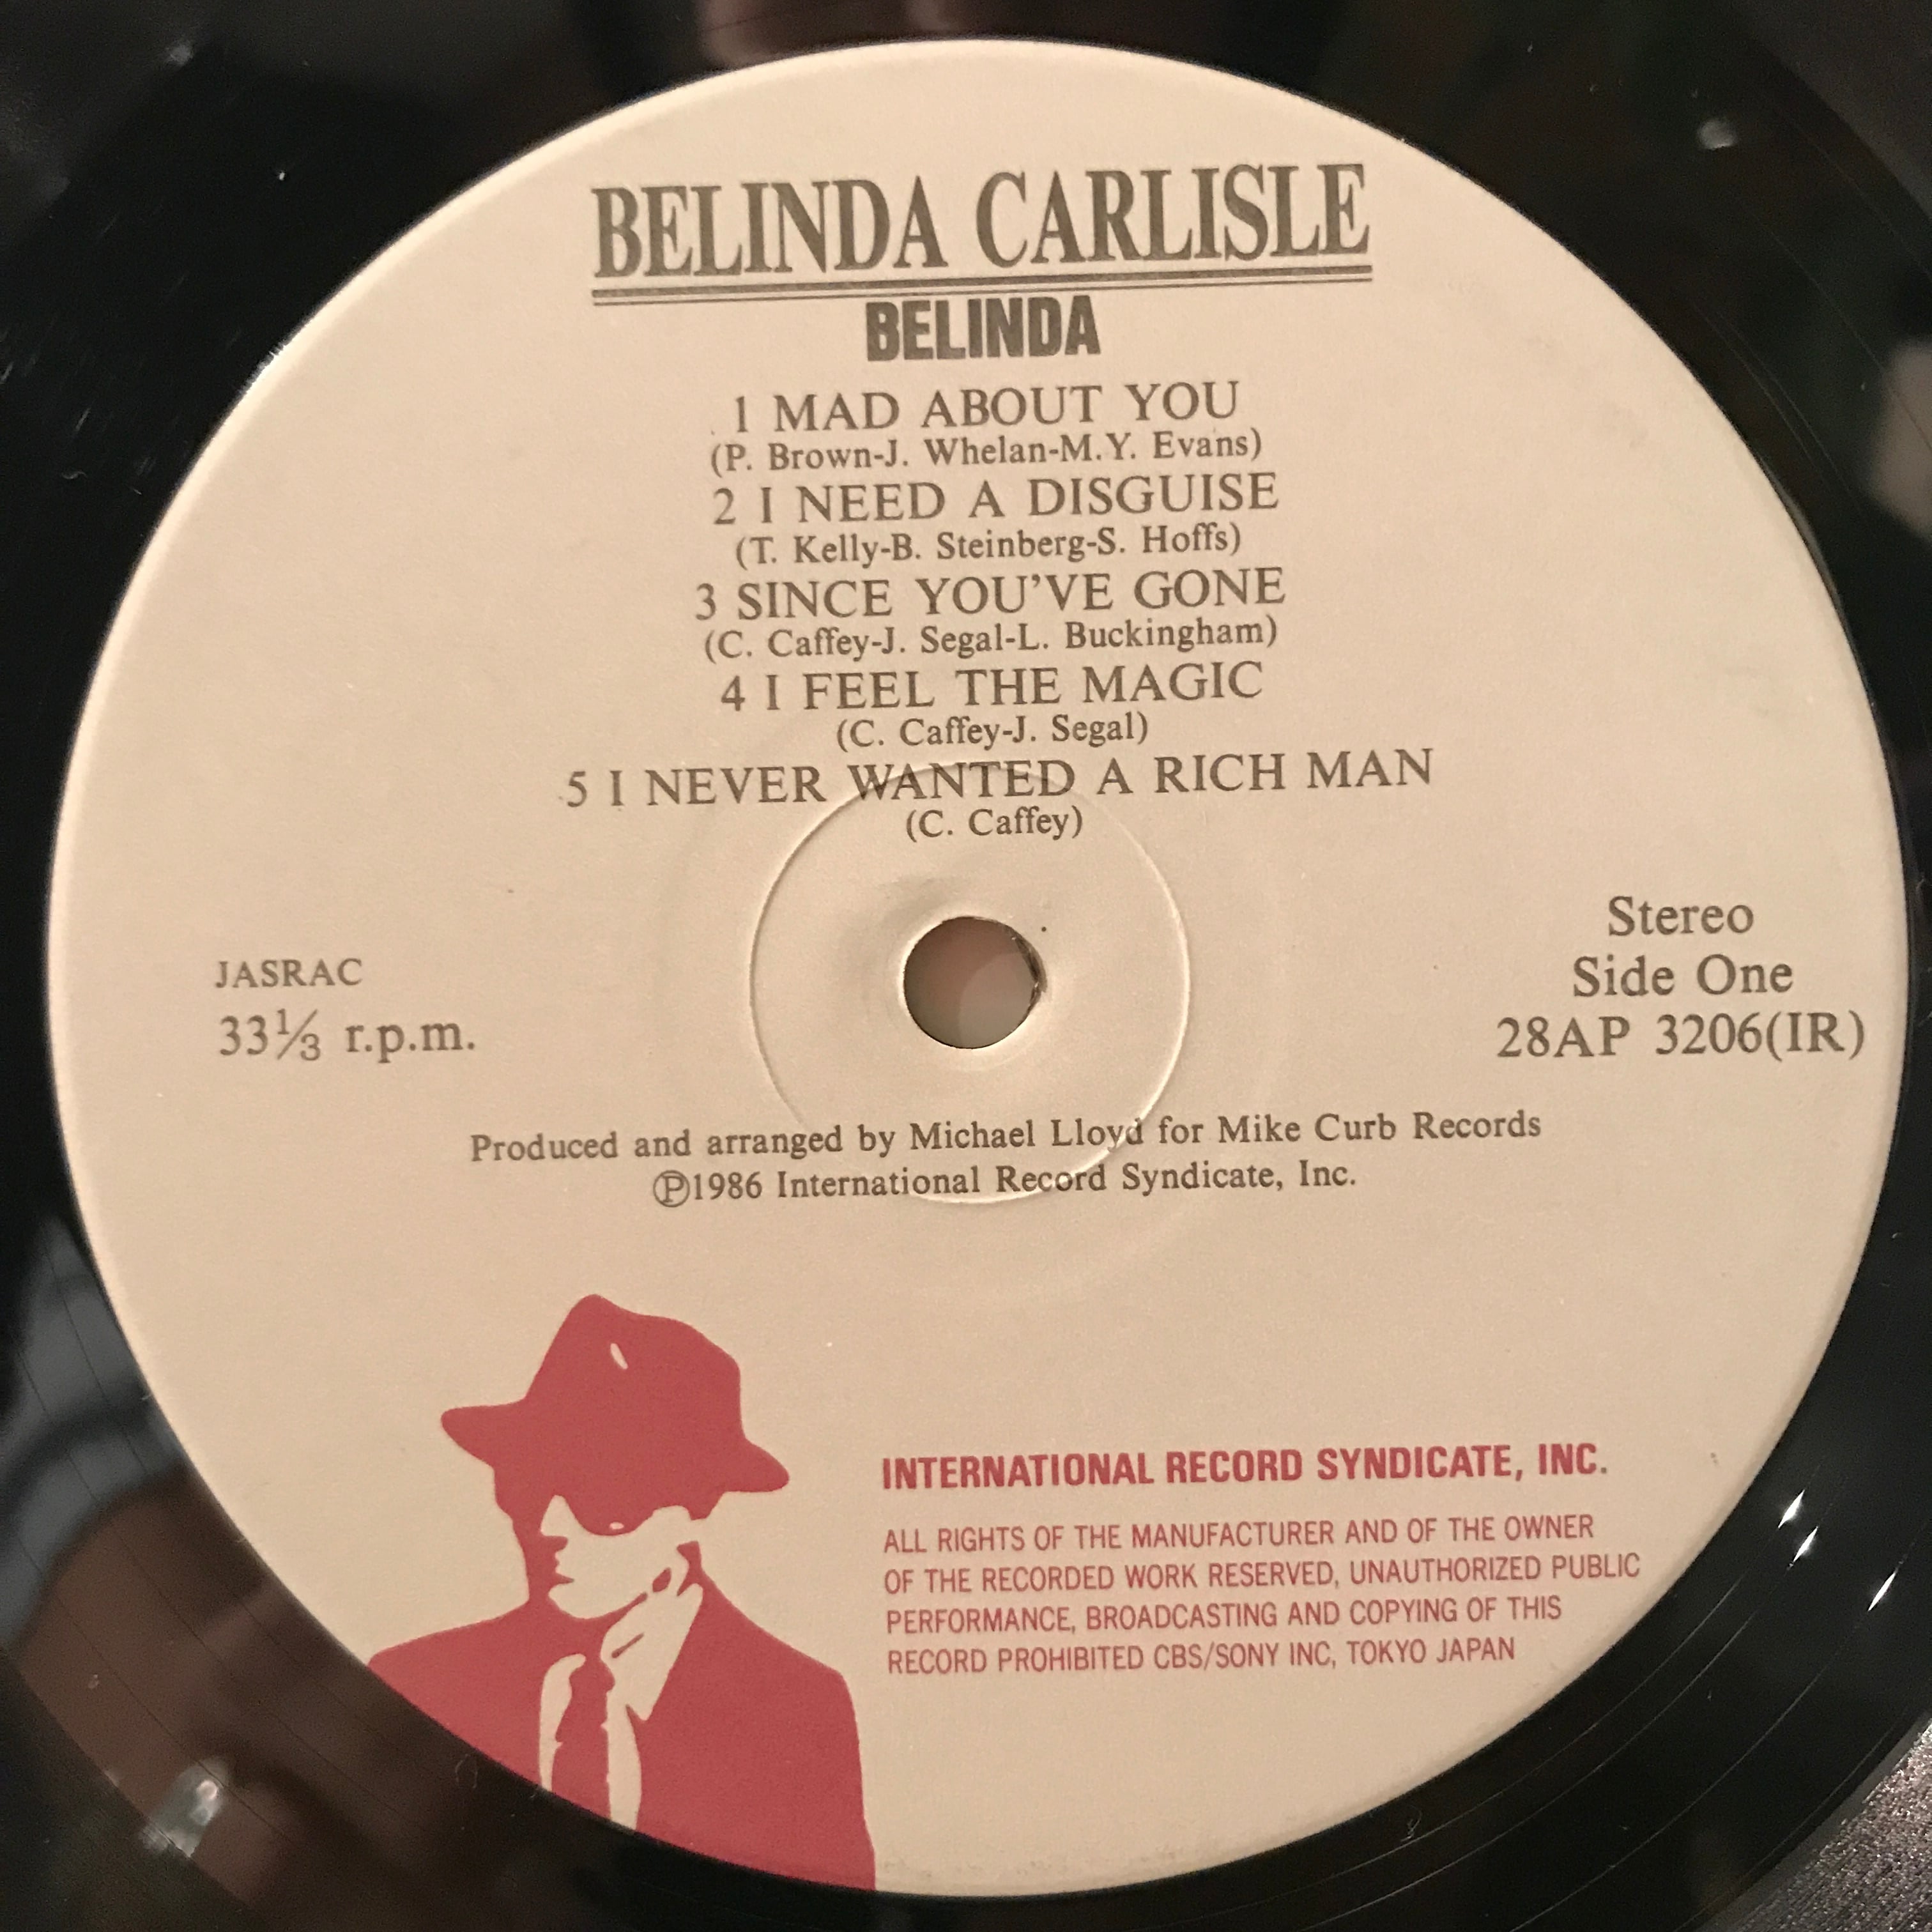 BELINDA CARLISLE
BELINDA
1 MAD ABOUT YOU
(P. Brown-J. Whelan-M.Y. Evans)
2 I NEED A DISGUISE
(T. Kelly-B. Steinberg-S. Hoffs)
3 SINCE YOU'VE GONE
(C. Caffey-J. Segal-L. Buckingham)
4 I FEEL THE MAGIC
(C. Caffey-J. Segal)
5 I NEVER WANTED A RICH MAN
(C. Caffey)
JASRAC
33⅓ r.p.m.
Stereo
Side One
28AP 3206(IR)
Produced and arranged by Michael Lloyd for Mike Curb Records
℗1986 International Record Syndicate, Inc.
INTERNATIONAL RECORD SYNDICATE, INC.
ALL RIGHTS OF THE MANUFACTURER AND OF THE OWNER
OF THE RECORDED WORK RESERVED, UNAUTHORIZED PUBLIC
PERFORMANCE, BROADCASTING AND COPYING OF THIS
RECORD PROHIBITED CBS/SONY INC, TOKYO JAPAN